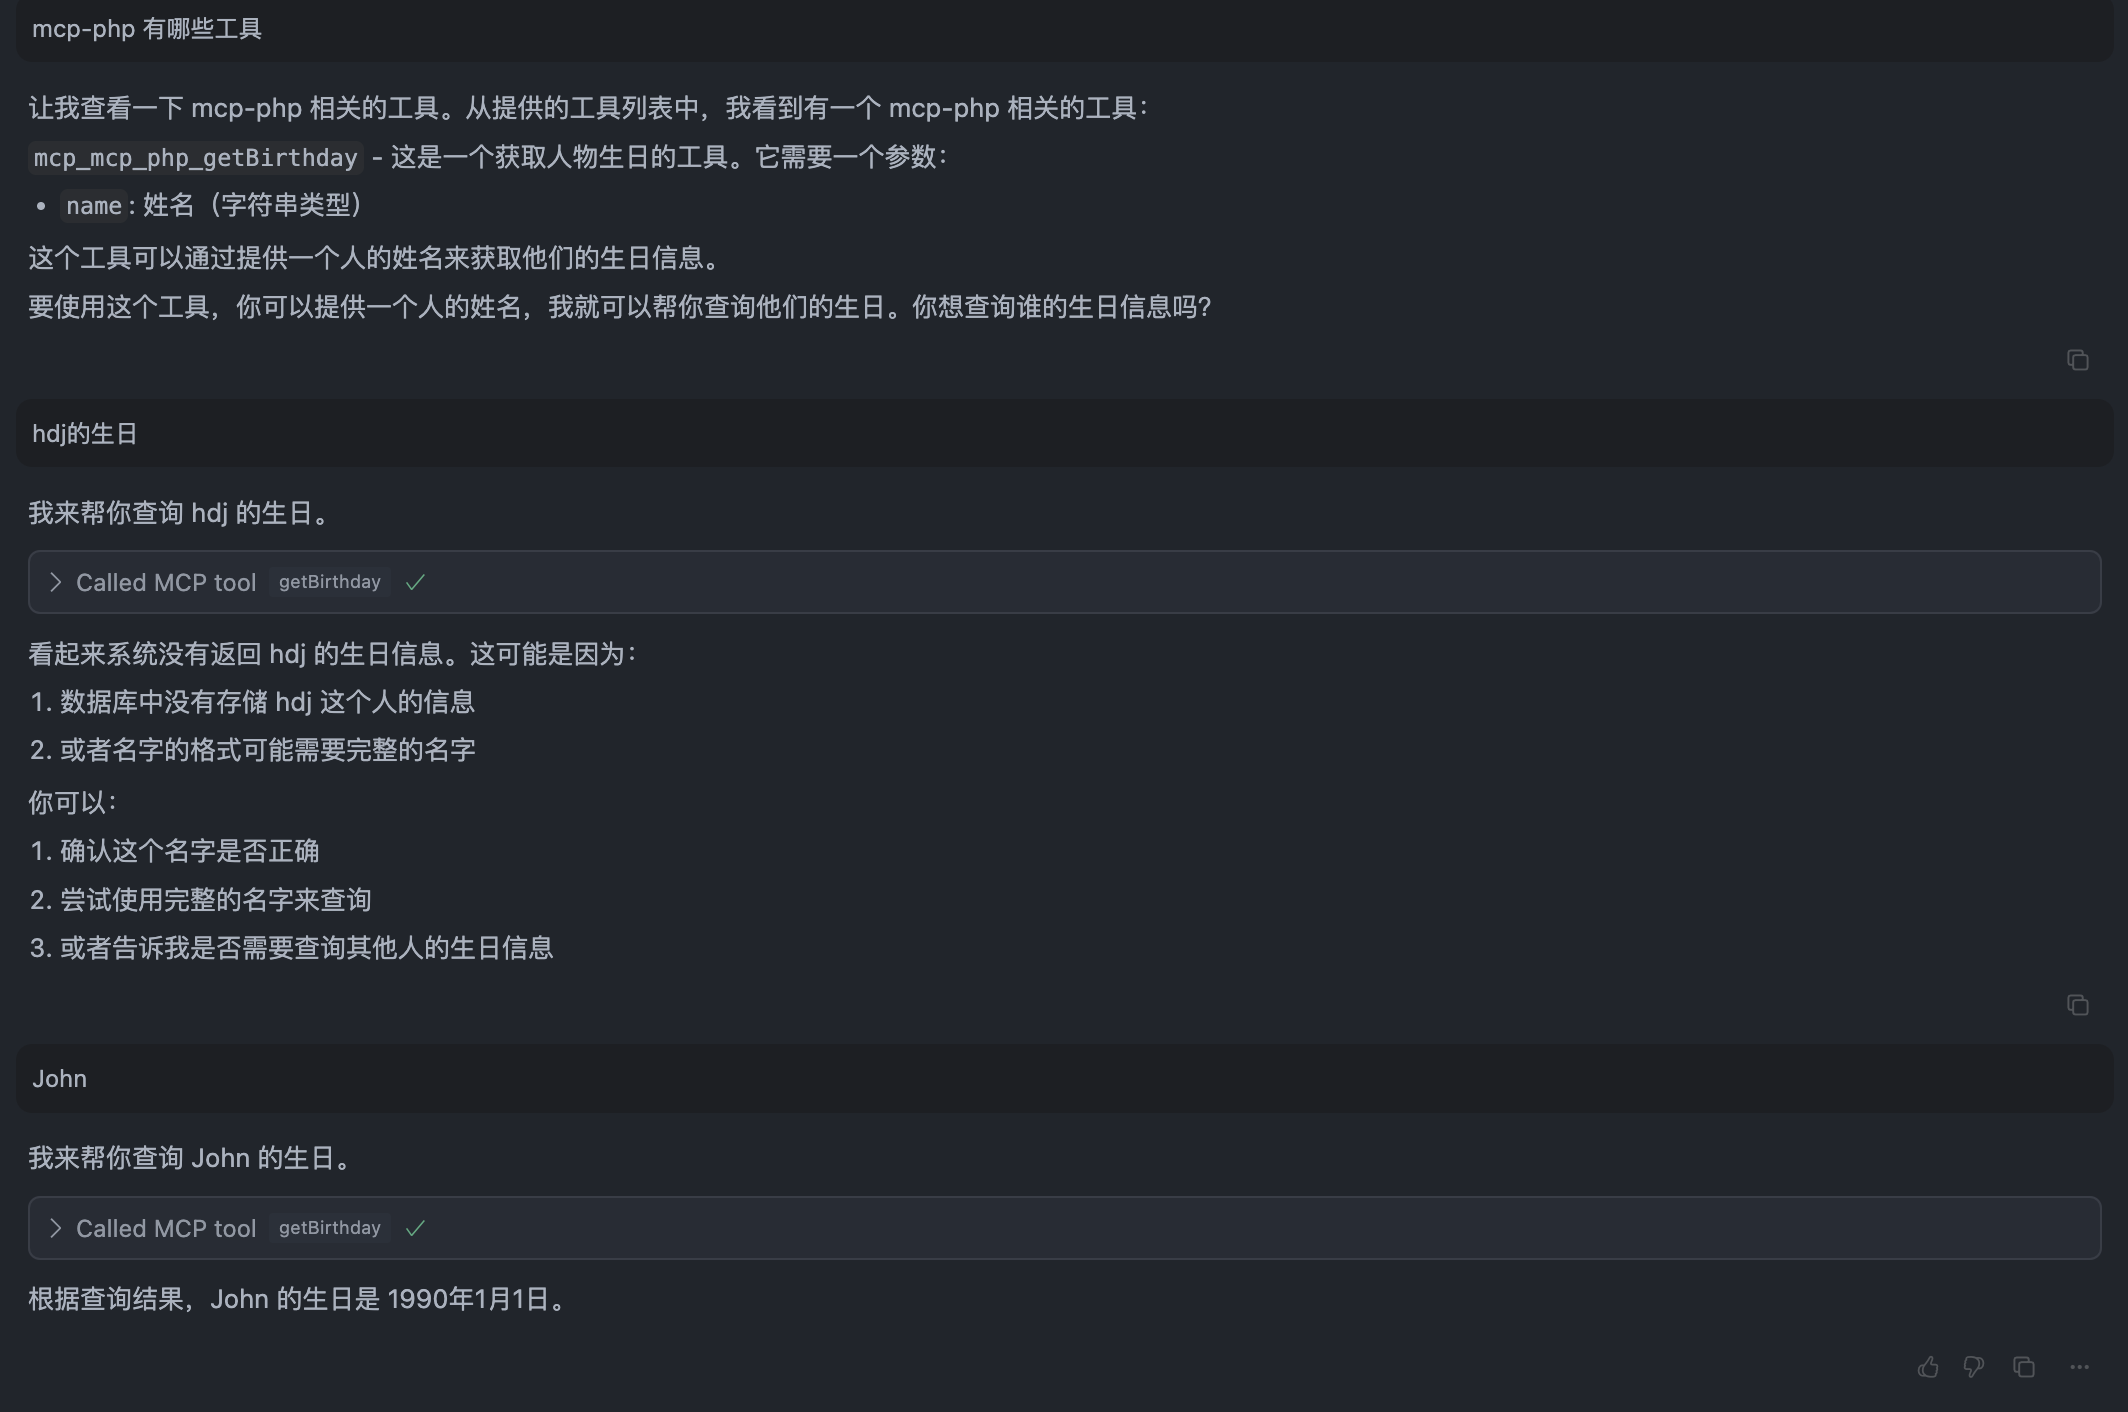 mcp-php 有哪些工具
让我查看一下 mcp-php 相关的工具。从提供的工具列表中，我看到有一个 mcp-php 相关的工具：
mcp_mcp_php_getBirthday - 这是一个获取人物生日的工具。它需要一个参数：
• name: 姓名（字符串类型）
这个工具可以通过提供一个人的姓名来获取他们的生日信息。
要使用这个工具，你可以提供一个人的姓名，我就可以帮你查询他们的生日。你想查询谁的生日信息吗？
hdj的生日
我来帮你查询 hdj 的生日。
Called MCP tool getBirthday
看起来系统没有返回 hdj 的生日信息。这可能是因为：
1. 数据库中没有存储 hdj 这个人的信息
2. 或者名字的格式可能需要完整的名字
你可以：
1. 确认这个名字是否正确
2. 尝试使用完整的名字来查询
3. 或者告诉我是否需要查询其他人的生日信息
John
我来帮你查询 John 的生日。
Called MCP tool getBirthday
根据查询结果，John 的生日是 1990年1月1日。